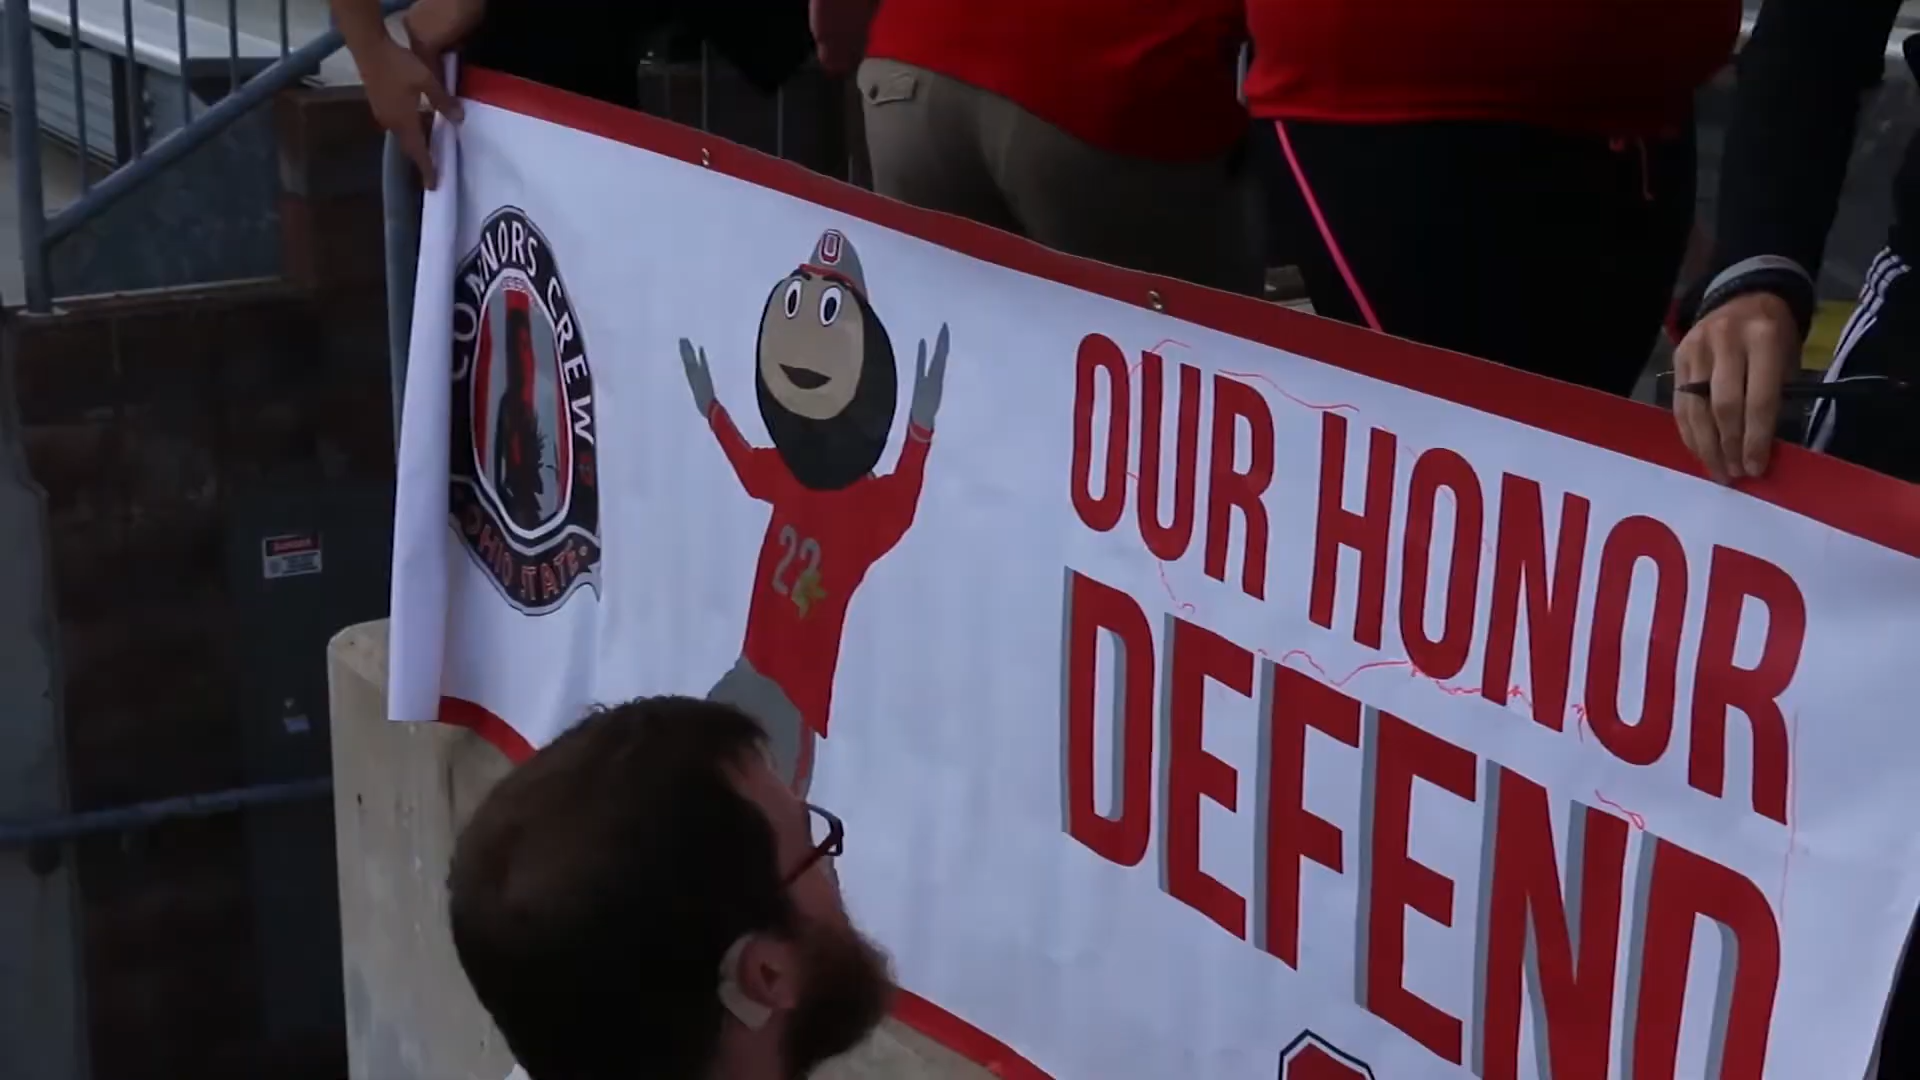 CONNORS CREW
OHIO STATE
22
OUR HONOR
DEFEND